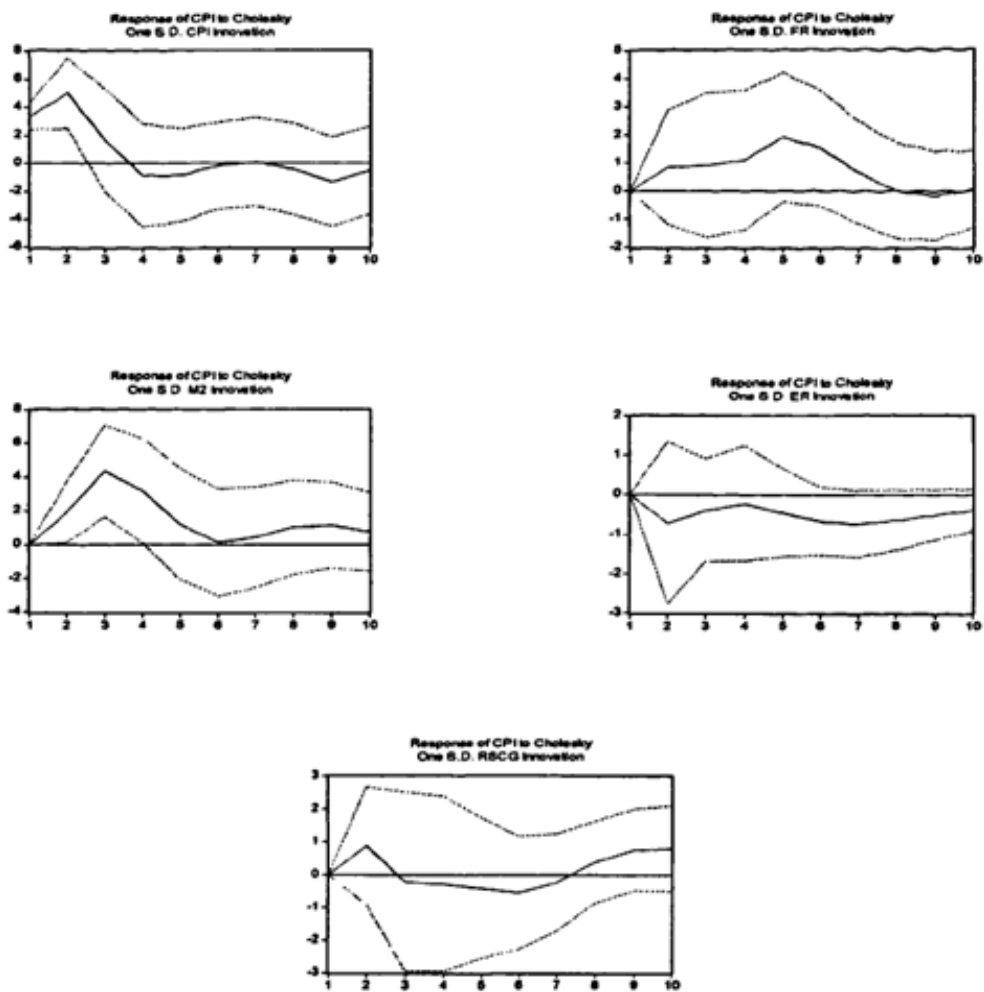 Response of CPI to Cholesky
One S.D. CPI Innovation
8
6
4
2
0
-2
-4
-6
1 2 3 4 5 6 7 8 9 10
Response of CPI to Cholesky
One S.D. FR Innovation
5
4
3
2
1
0
-1
-2
1 2 3 4 5 6 7 8 9 10
Response of CPI to Cholesky
One S.D M2 Innovation
8
6
4
2
0
-2
-4
1 2 3 4 5 6 7 8 9 10
Response of CPI to Cholesky
One S.D ER Innovation
2
1
0
-1
-2
-3
1 2 3 4 5 6 7 8 9 10
Response of CPI to Cholesky
One S.D. RSCG Innovation
3
2
1
0
-1
-2
-3
1 2 3 4 5 6 7 8 9 10